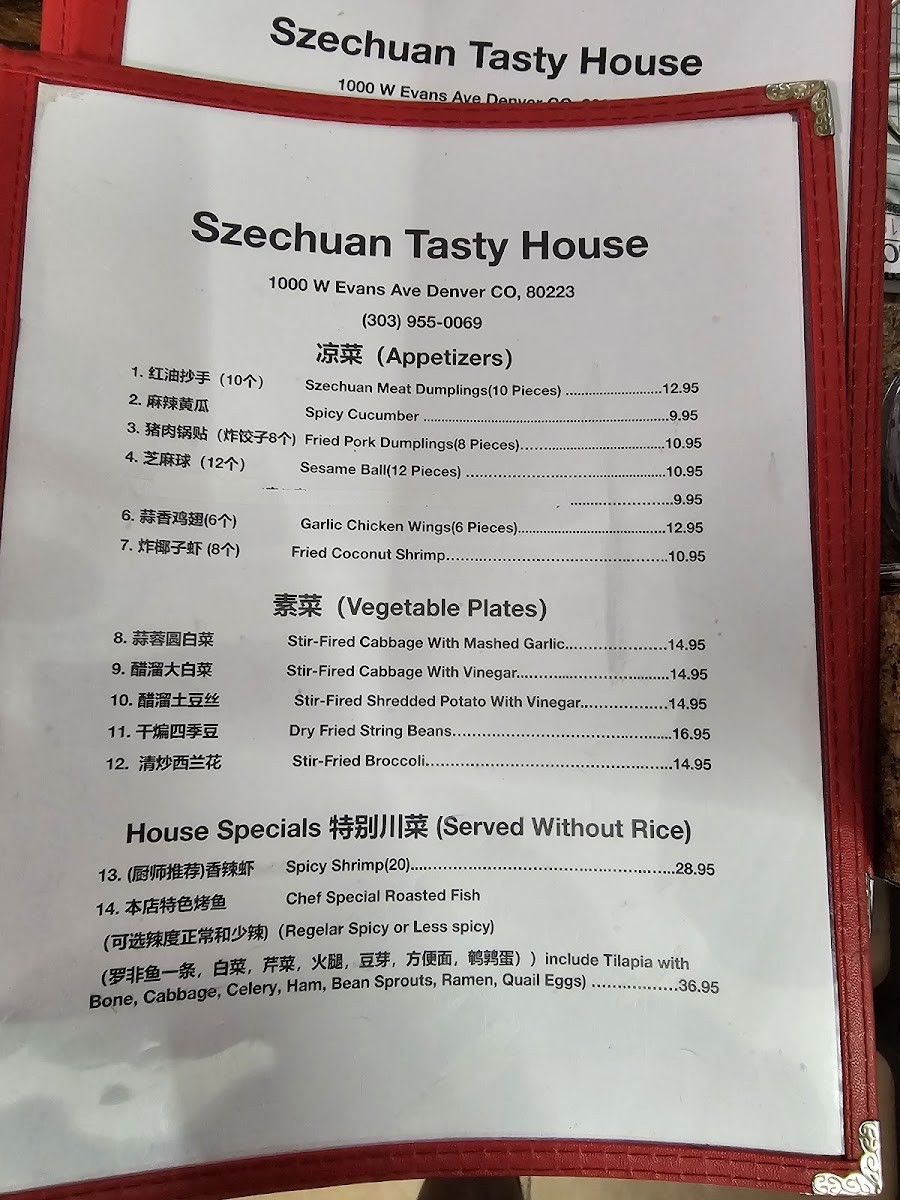 Szechuan Tasty House
1000 W Evans Ave Denver CO,
Szechuan Tasty House
1000 W Evans Ave Denver CO, 80223
(303) 955-0069
凉菜（Appetizers）
1. 红油抄手（10个） Szechuan Meat Dumplings(10 Pieces) ........................12.95
2. 麻辣黄瓜 Spicy Cucumber ............................................................9.95
3. 猪肉锅贴（炸饺子8个) Fried Pork Dumplings(8 Pieces)...................................10.95
4. 芝麻球（12个） Sesame Ball(12 Pieces) ................................................10.95
.........................9.95
6. 蒜香鸡翅(6个) Garlic Chicken Wings(6 Pieces)....................................12.95
7. 炸椰子虾 (8个) Fried Coconut Shrimp......................................................10.95
素菜（Vegetable Plates）
8. 蒜蓉圆白菜 Stir-Fired Cabbage With Mashed Garlic.........................14.95
9. 醋溜大白菜 Stir-Fired Cabbage With Vinegar.....................................14.95
10. 醋溜土豆丝 Stir-Fired Shredded Potato With Vinegar.....................14.95
11. 干煸四季豆 Dry Fried String Beans.....................................................16.95
12. 清炒西兰花 Stir-Fried Broccoli............................................................14.95
House Specials 特别川菜 (Served Without Rice)
13. (厨师推荐)香辣虾 Spicy Shrimp(20)................................................................28.95
14. 本店特色烤鱼 Chef Special Roasted Fish
（可选辣度正常和少辣）(Regelar Spicy or Less spicy)
（罗非鱼一条，白菜，芹菜，火腿，豆芽，方便面，鹌鹑蛋））include Tilapia with
Bone, Cabbage, Celery, Ham, Bean Sprouts, Ramen, Quail Eggs) ....................36.95